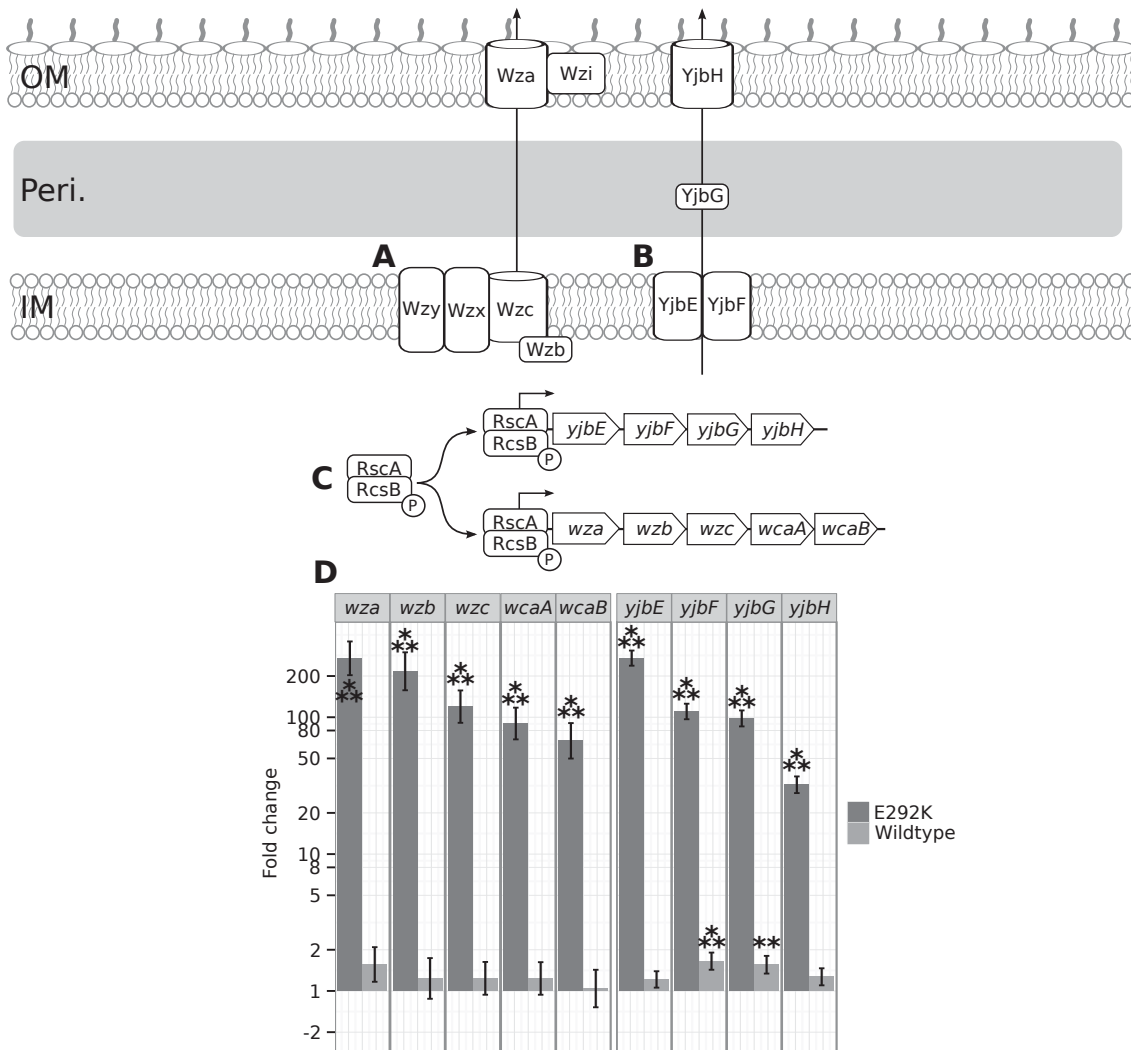 OM
Wza
Wzi
YjbH
Peri.
YjbG
A
B
IM
Wzy
Wzx
Wzc
YjbE
YjbF
Wzb
RscA
RcsB
P
yjbE
yjbF
yjbG
yjbH
C
RscA
RcsB
P
RscA
RcsB
P
wza
wzb
wzc
wcaA
wcaB
D
wza
wzb
wzc
wcaA
wcaB
yjbE
yjbF
yjbG
yjbH
Fold change
200
100
80
50
20
10
8
5
2
1
-2
***
***
***
***
***
***
***
***
***
***
**
E292K
Wildtype